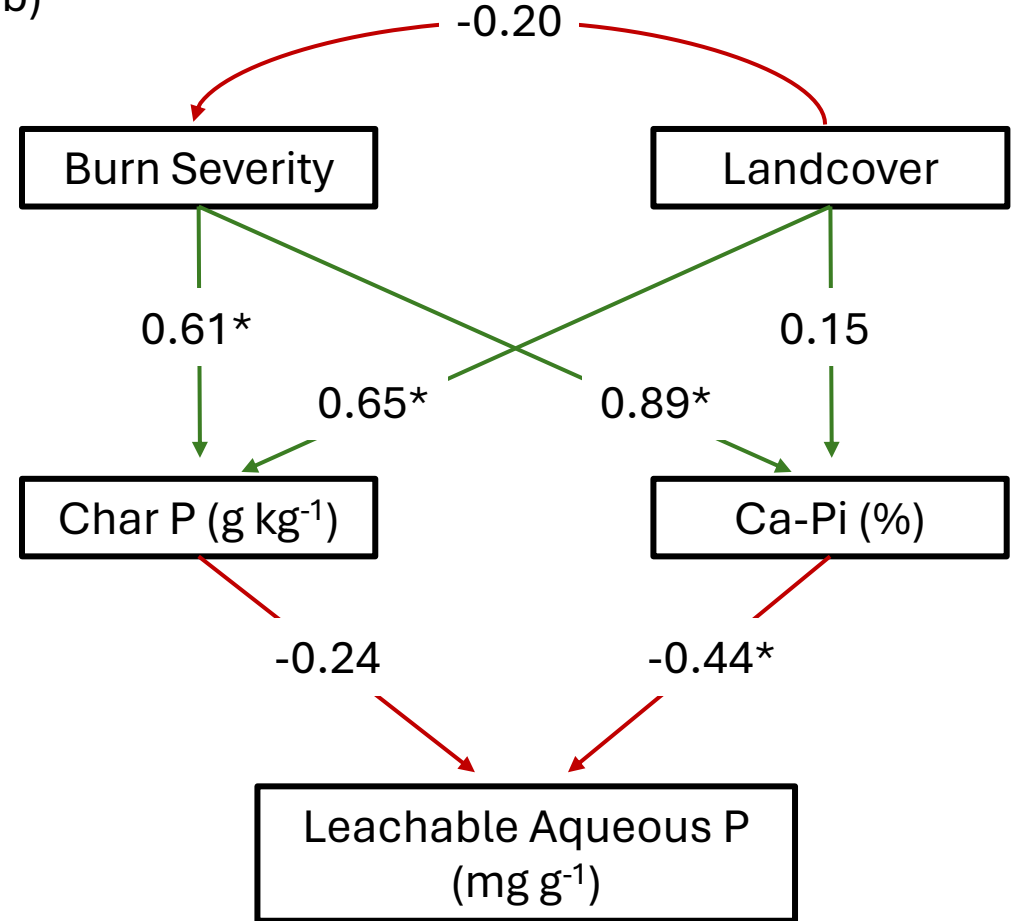 b)
-0.20
Burn Severity
Landcover
0.61*
0.15
0.65*
0.89*
Char P (g kg⁻¹)
Ca-Pi (%)
-0.24
-0.44*
Leachable Aqueous P
(mg g⁻¹)